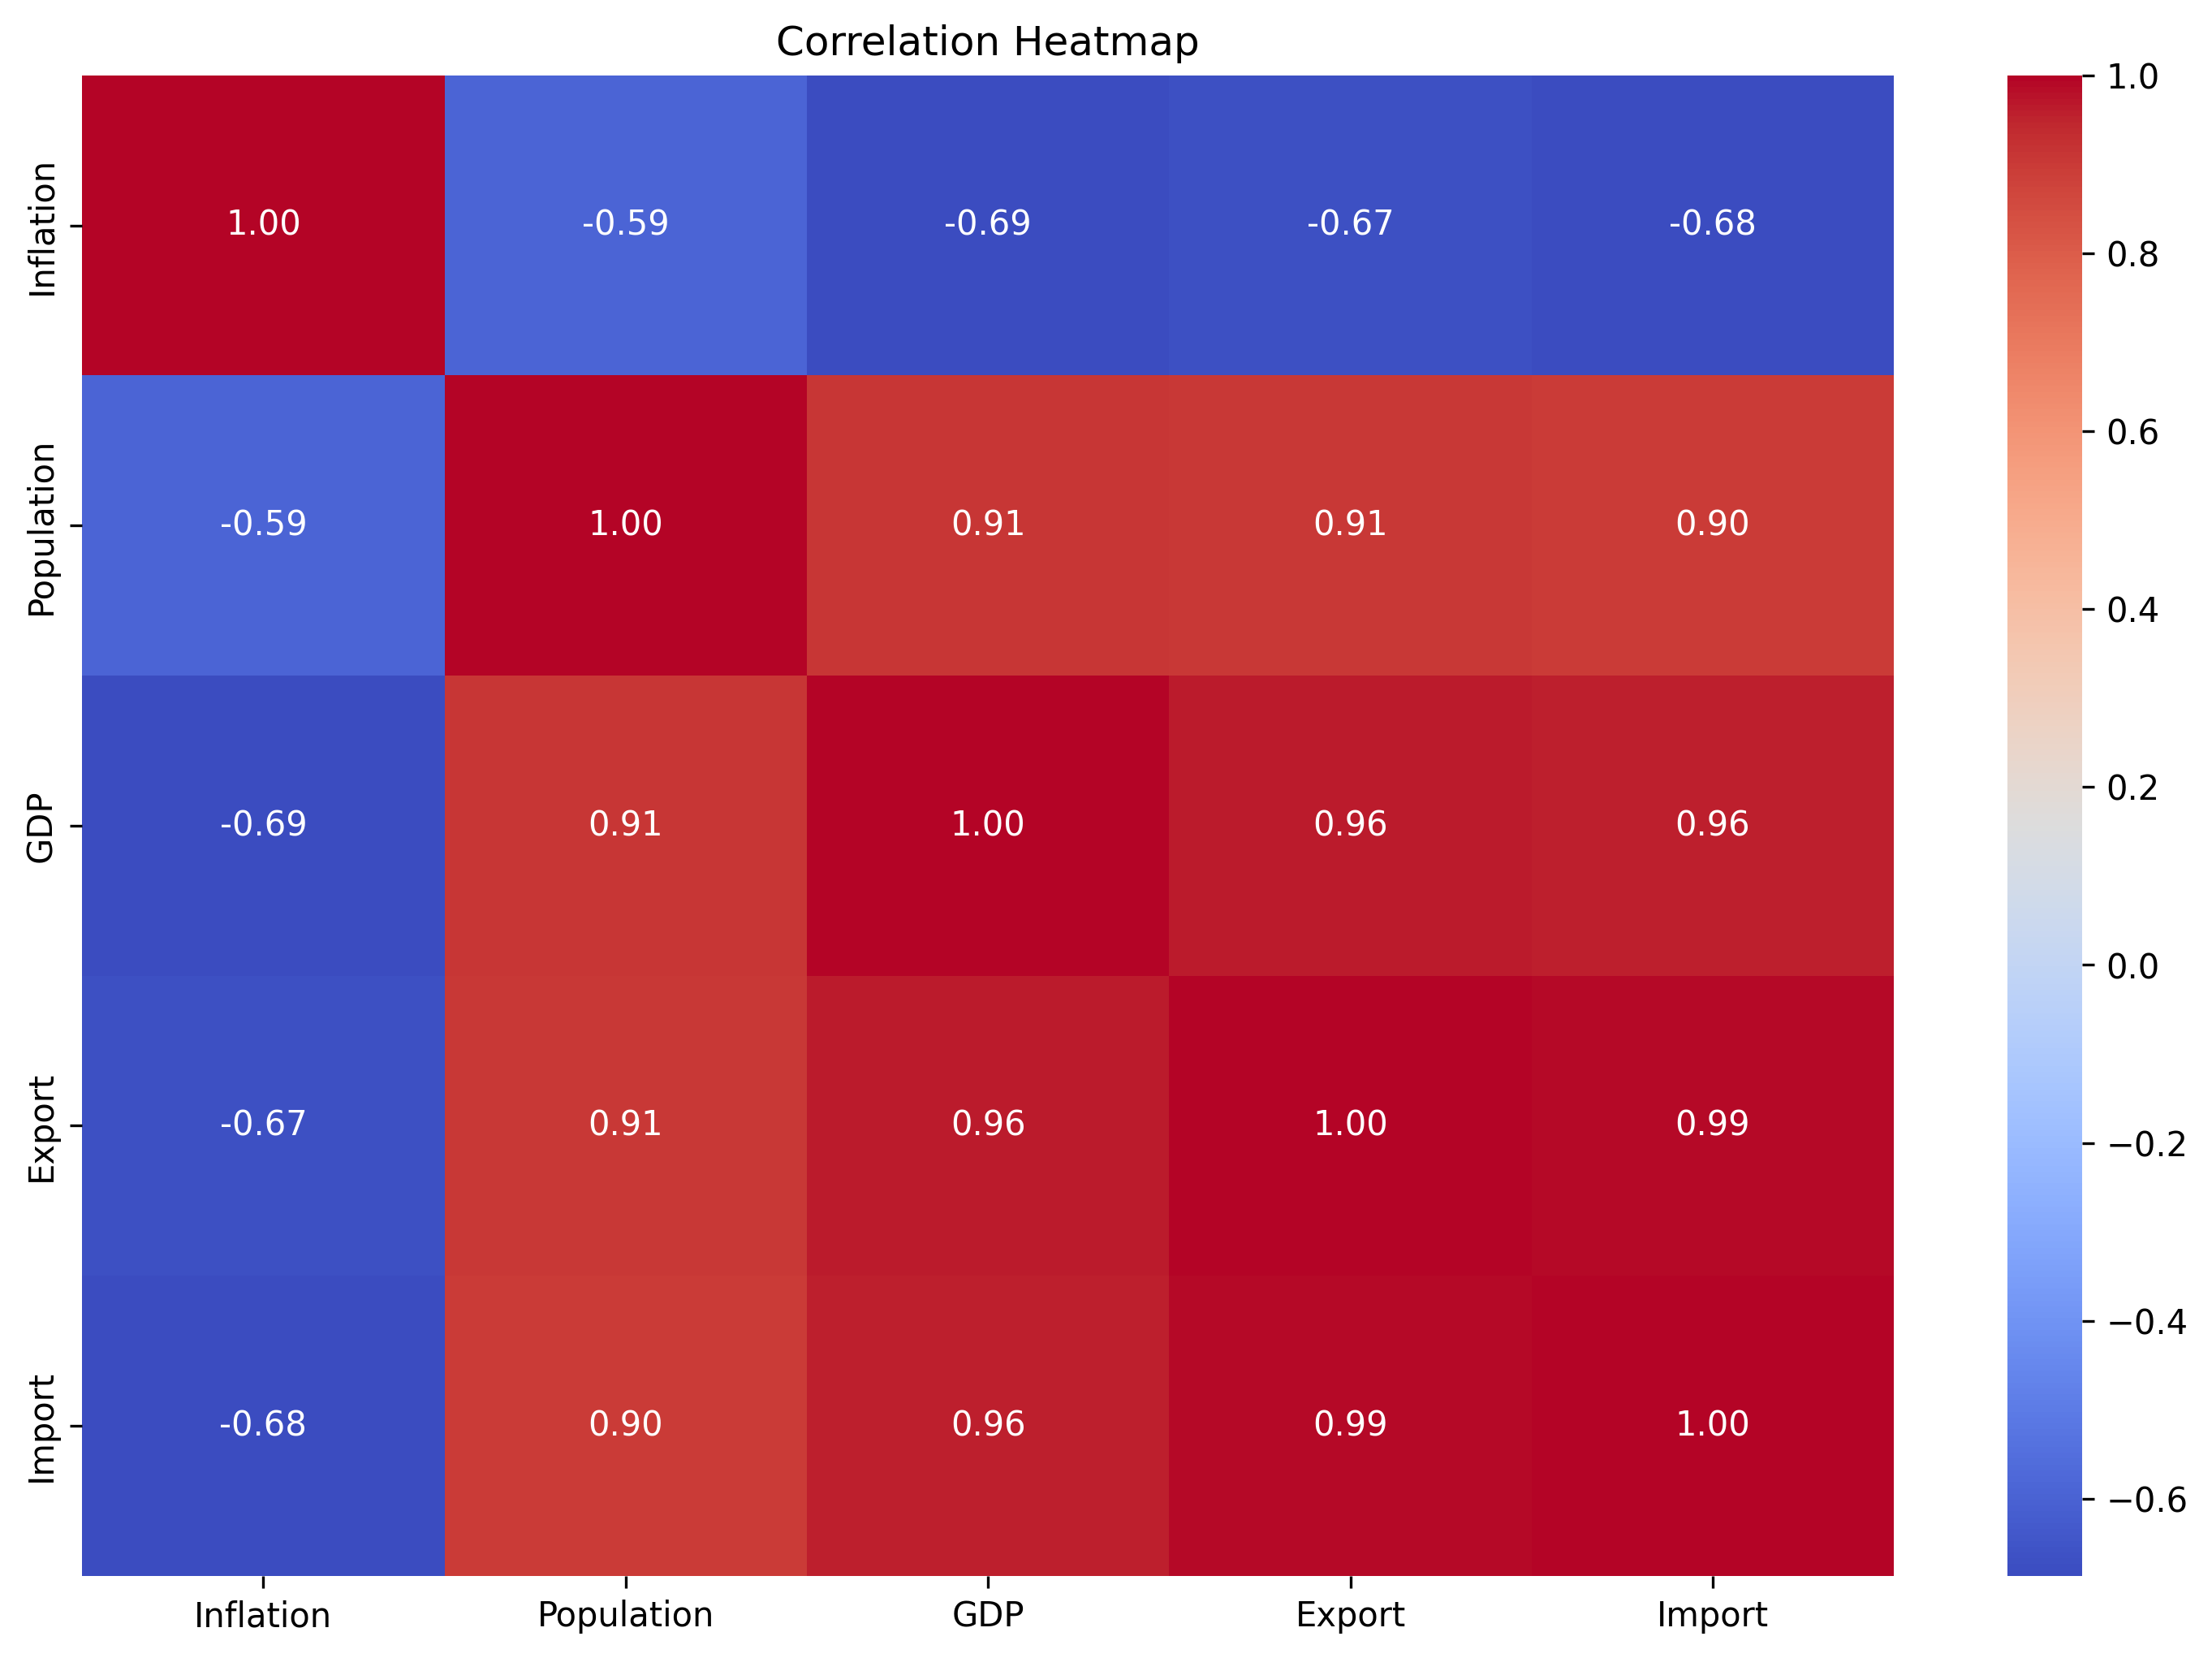 Correlation Heatmap
Inflation
1.00 -0.59 -0.69 -0.67 -0.68
Population
-0.59 1.00 0.91 0.91 0.90
GDP
-0.69 0.91 1.00 0.96 0.96
Export
-0.67 0.91 0.96 1.00 0.99
Import
-0.68 0.90 0.96 0.99 1.00
Inflation Population GDP Export Import
1.0
0.8
0.6
0.4
0.2
0.0
−0.2
−0.4
−0.6